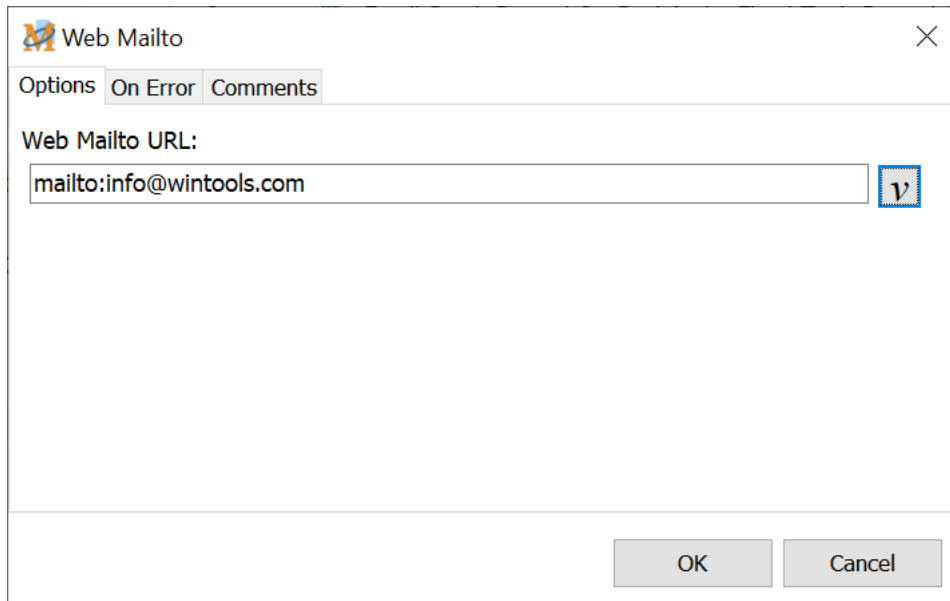 Web Mailto
Options On Error Comments
Web Mailto URL:
mailto:info@wintools.com
v
OK Cancel